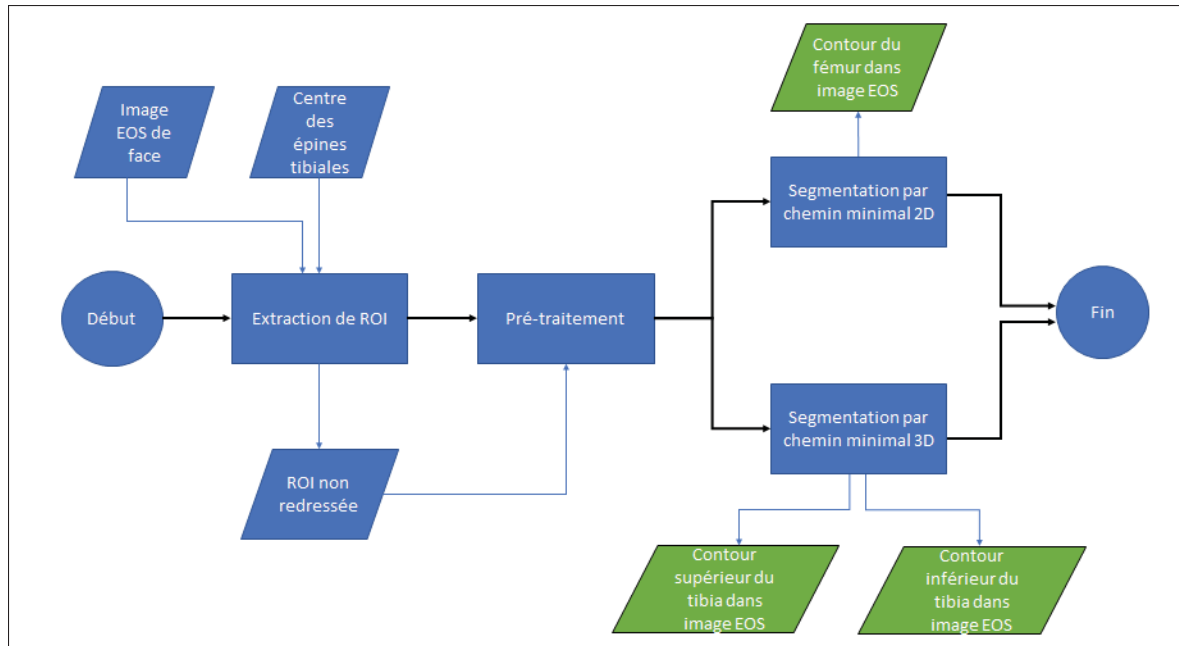 Contour du
fémur dans
image EOS
Image
EOS de
face
Centre
des
épines
tibiales
Segmentation par
chemin minimal 2D
Début
Extraction de ROI
Pré-traitement
Fin
Segmentation par
chemin minimal 3D
ROI non
redressée
Contour
supérieur du
tibia dans
image EOS
Contour
inférieur du
tibia dans
image EOS